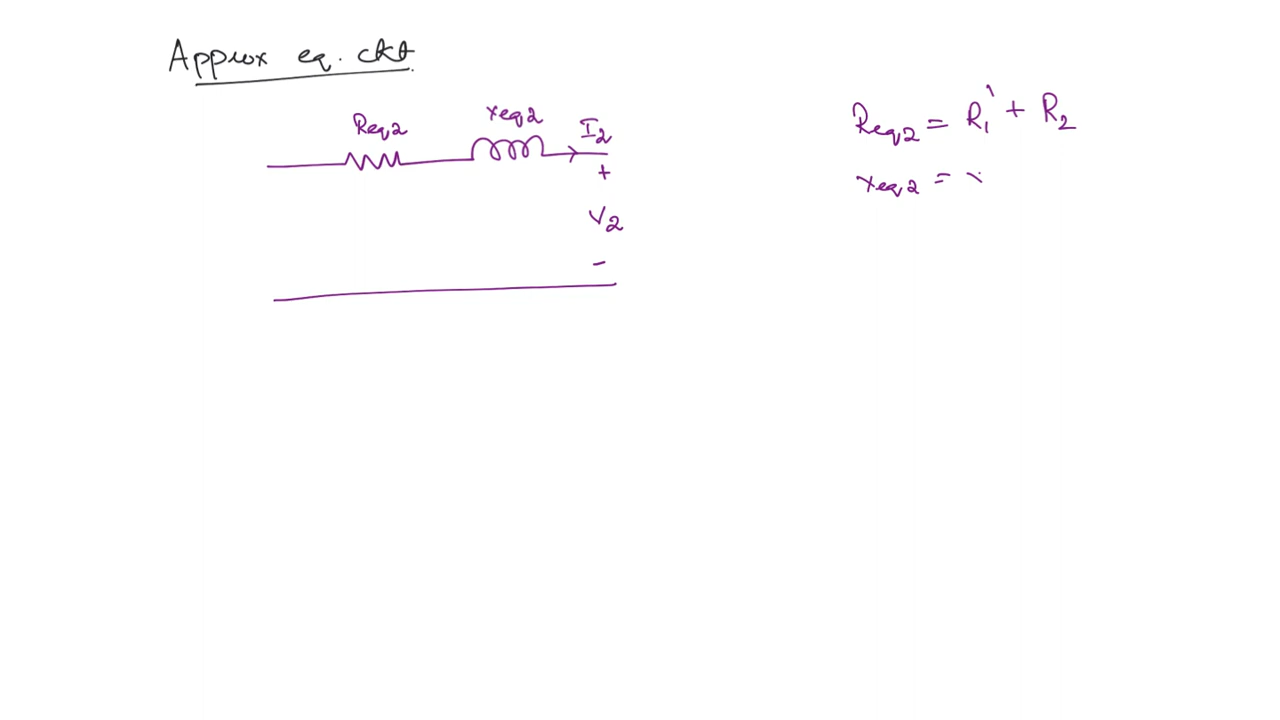 Approx eq. ckt
Req2 xeq2 I2
+
V2
-
Req2 = R1' + R2
xeq2 =